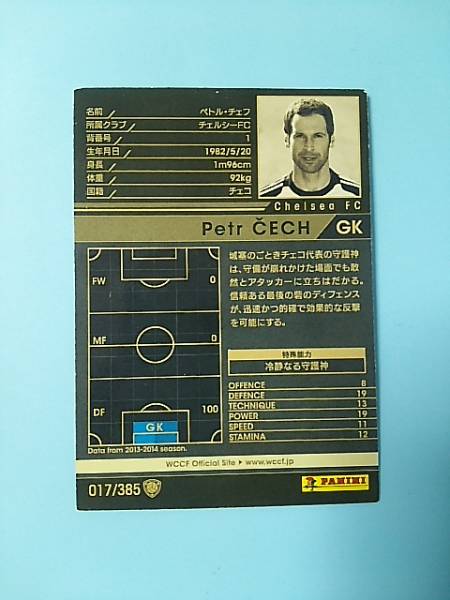 名前 ペトル・チェフ
所属クラブ チェルシーFC
背番号 1
生年月日 1982/5/20
身長 1m96cm
体重 92kg
国籍 チェコ
Chelsea FC
Petr ČECH GK
FW 0
MF 0
DF 100
GK
Data from 2013-2014 season.
城塞のごときチェコ代表の守護神
は、守備が崩れかけた場面でも敢
然とアタッカーに立ちはだかる。
信頼ある最後の砦のディフェンス
が、迅速かつ的確で効果的な反撃
を可能にする。
特殊能力
冷静なる守護神
OFFENCE 8
DEFENCE 19
TECHNIQUE 13
POWER 19
SPEED 11
STAMINA 12
WCCF Official Site ▶ www.wccf.jp
017/385
PANINI